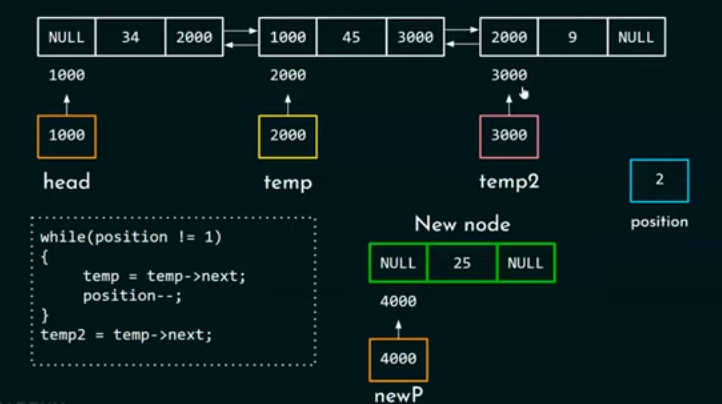 NULL 34 2000 1000 45 3000 2000 9 NULL
1000 2000 3000
1000 2000 3000
head temp temp2
2
position
while(position != 1)
{
temp = temp->next;
position--;
}
temp2 = temp->next;
New node
NULL 25 NULL
4000
4000
newP